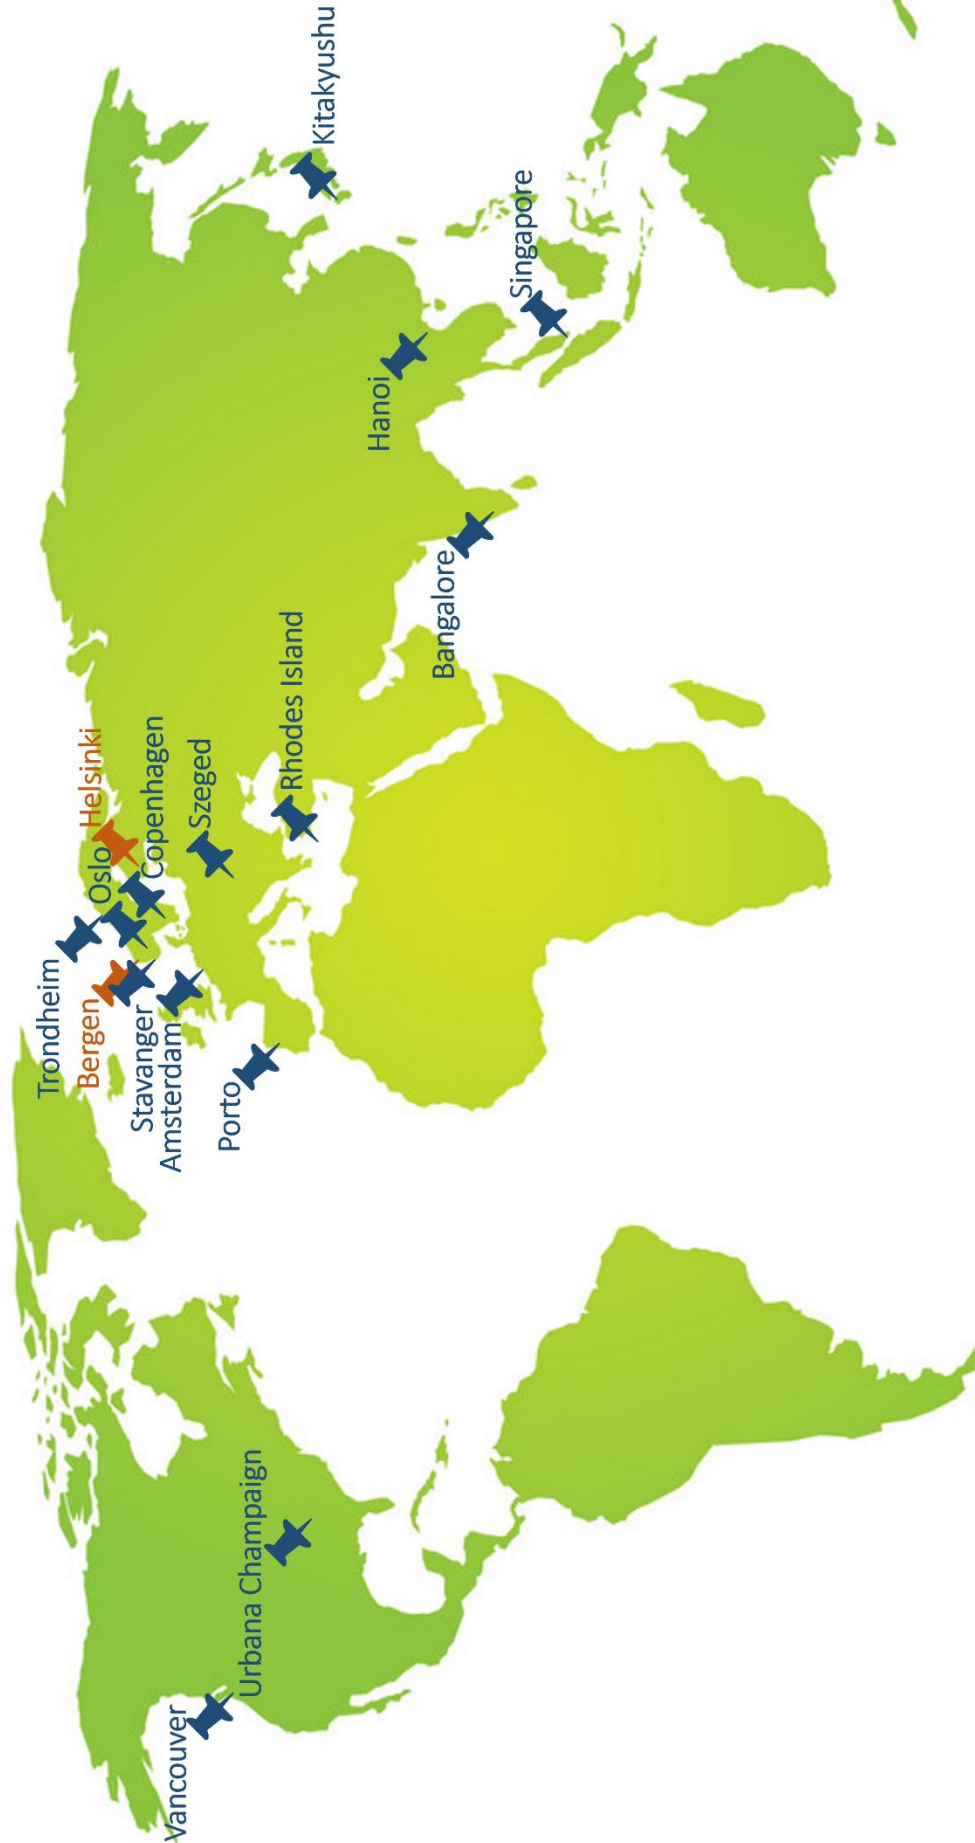 Trondheim
Bergen
Oslo
Helsinki
Stavanger
Copenhagen
Amsterdam
Szeged
Porto
Rhodes Island
Vancouver
Urbana Champaign
Kitakyushu
Hanoi
Bangalore
Singapore